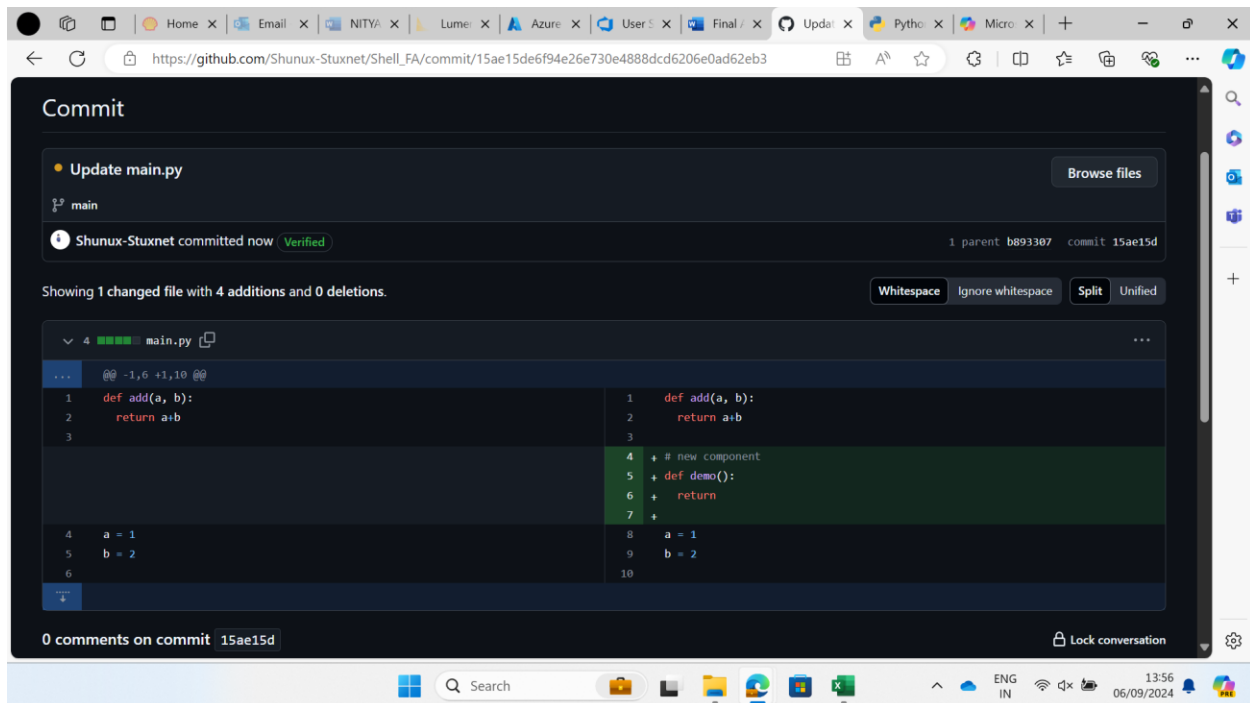 Home
Email
NITYA
Lume
Azure
User S
Final /
Updat
Pytho
Micro
https://github.com/Shunux-Stuxnet/Shell_FA/commit/15ae15de6f94e26e730e4888dcd6206e0ad62eb3
Commit
Update main.py
Browse files
main
Shunux-Stuxnet committed now Verified
1 parent b893307 commit 15ae15d
Showing 1 changed file with 4 additions and 0 deletions.
Whitespace Ignore whitespace Split Unified
4 main.py
... @@ -1,6 +1,10 @@
1 def add(a, b):
2 return a+b
3
4 a = 1
5 b = 2
6
1 def add(a, b):
2 return a+b
3
4 + # new component
5 + def demo():
6 + return
7 +
8 a = 1
9 b = 2
10
0 comments on commit 15ae15d
Lock conversation
Search
ENG
IN
13:56
06/09/2024
PRE